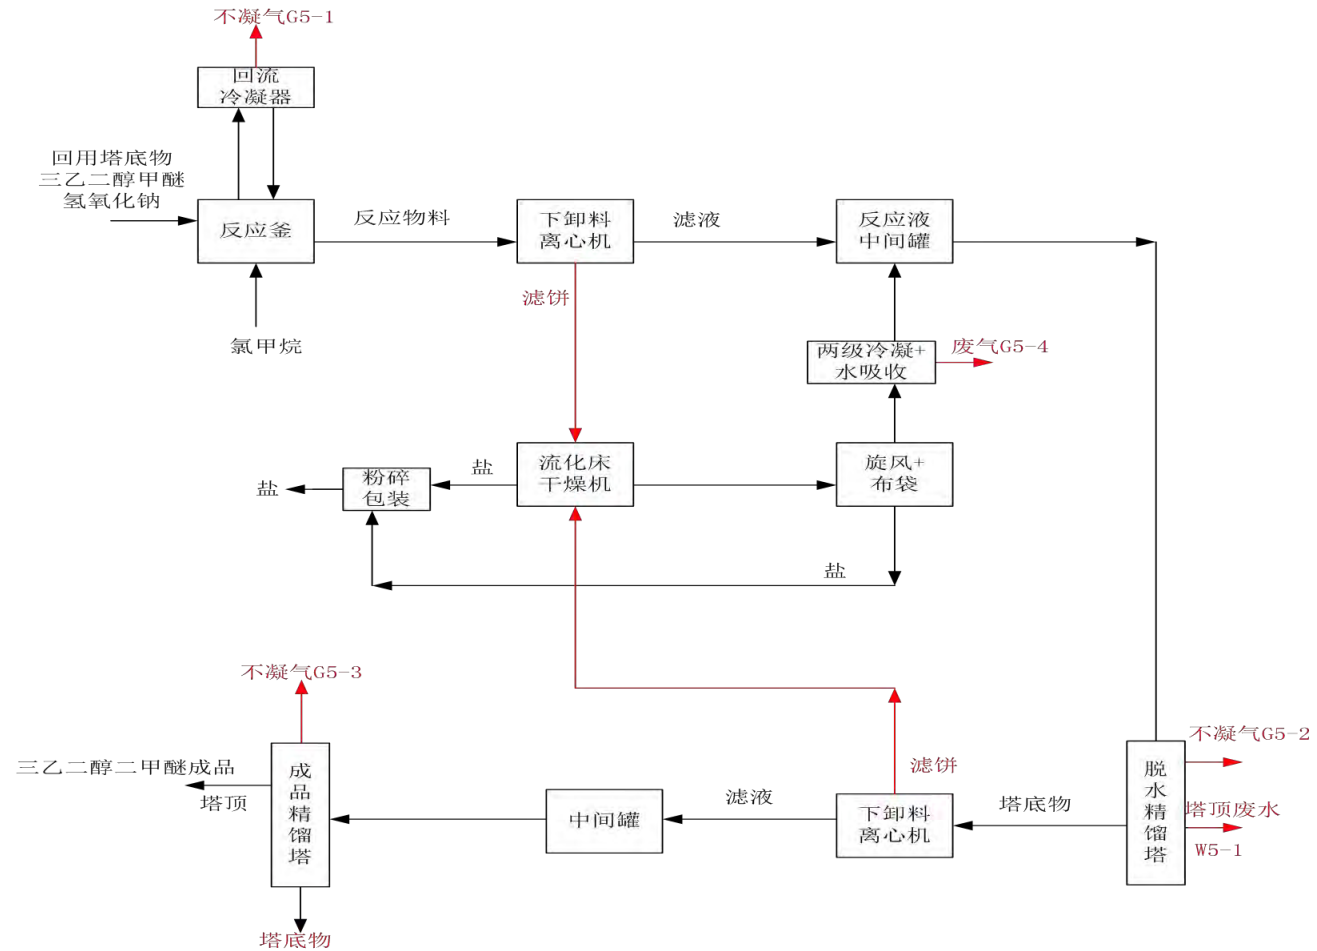 不凝气G5-1
回流
冷凝器
回用塔底物
三乙二醇甲醚
氢氧化钠
反应釜
反应物料
下卸料
离心机
滤液
反应液
中间罐
滤饼
氯甲烷
两级冷凝+
水吸收
废气G5-4
盐
粉碎
包装
盐
流化床
干燥机
旋风+
布袋
盐
不凝气G5-3
三乙二醇二甲醚成品
塔顶
成品精馏塔
塔底物
中间罐
滤液
滤饼
下卸料
离心机
塔底物
脱水精馏塔
不凝气G5-2
塔顶废水
W5-1